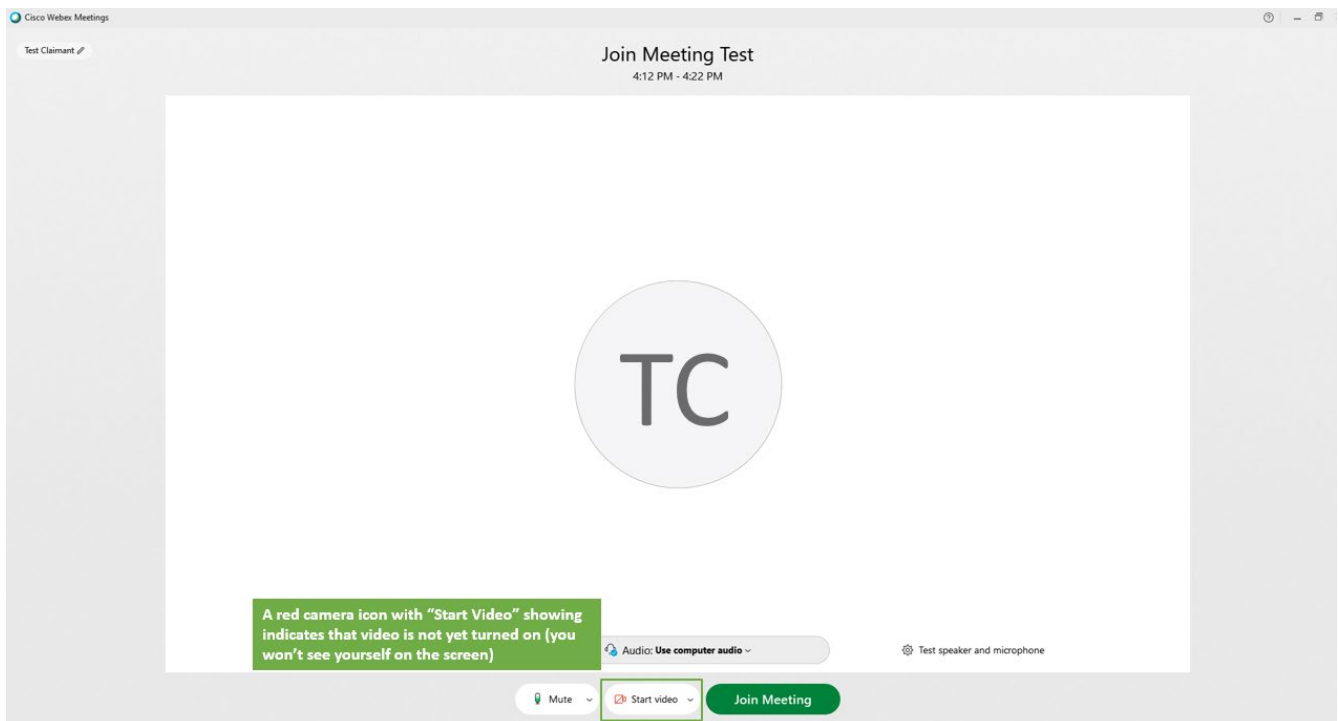 Cisco Webex Meetings
Test Claimant
Join Meeting Test
4:12 PM - 4:22 PM
TC
A red camera icon with “Start Video” showing
indicates that video is not yet turned on (you
won’t see yourself on the screen)
Audio: Use computer audio
Test speaker and microphone
Mute
Start video
Join Meeting